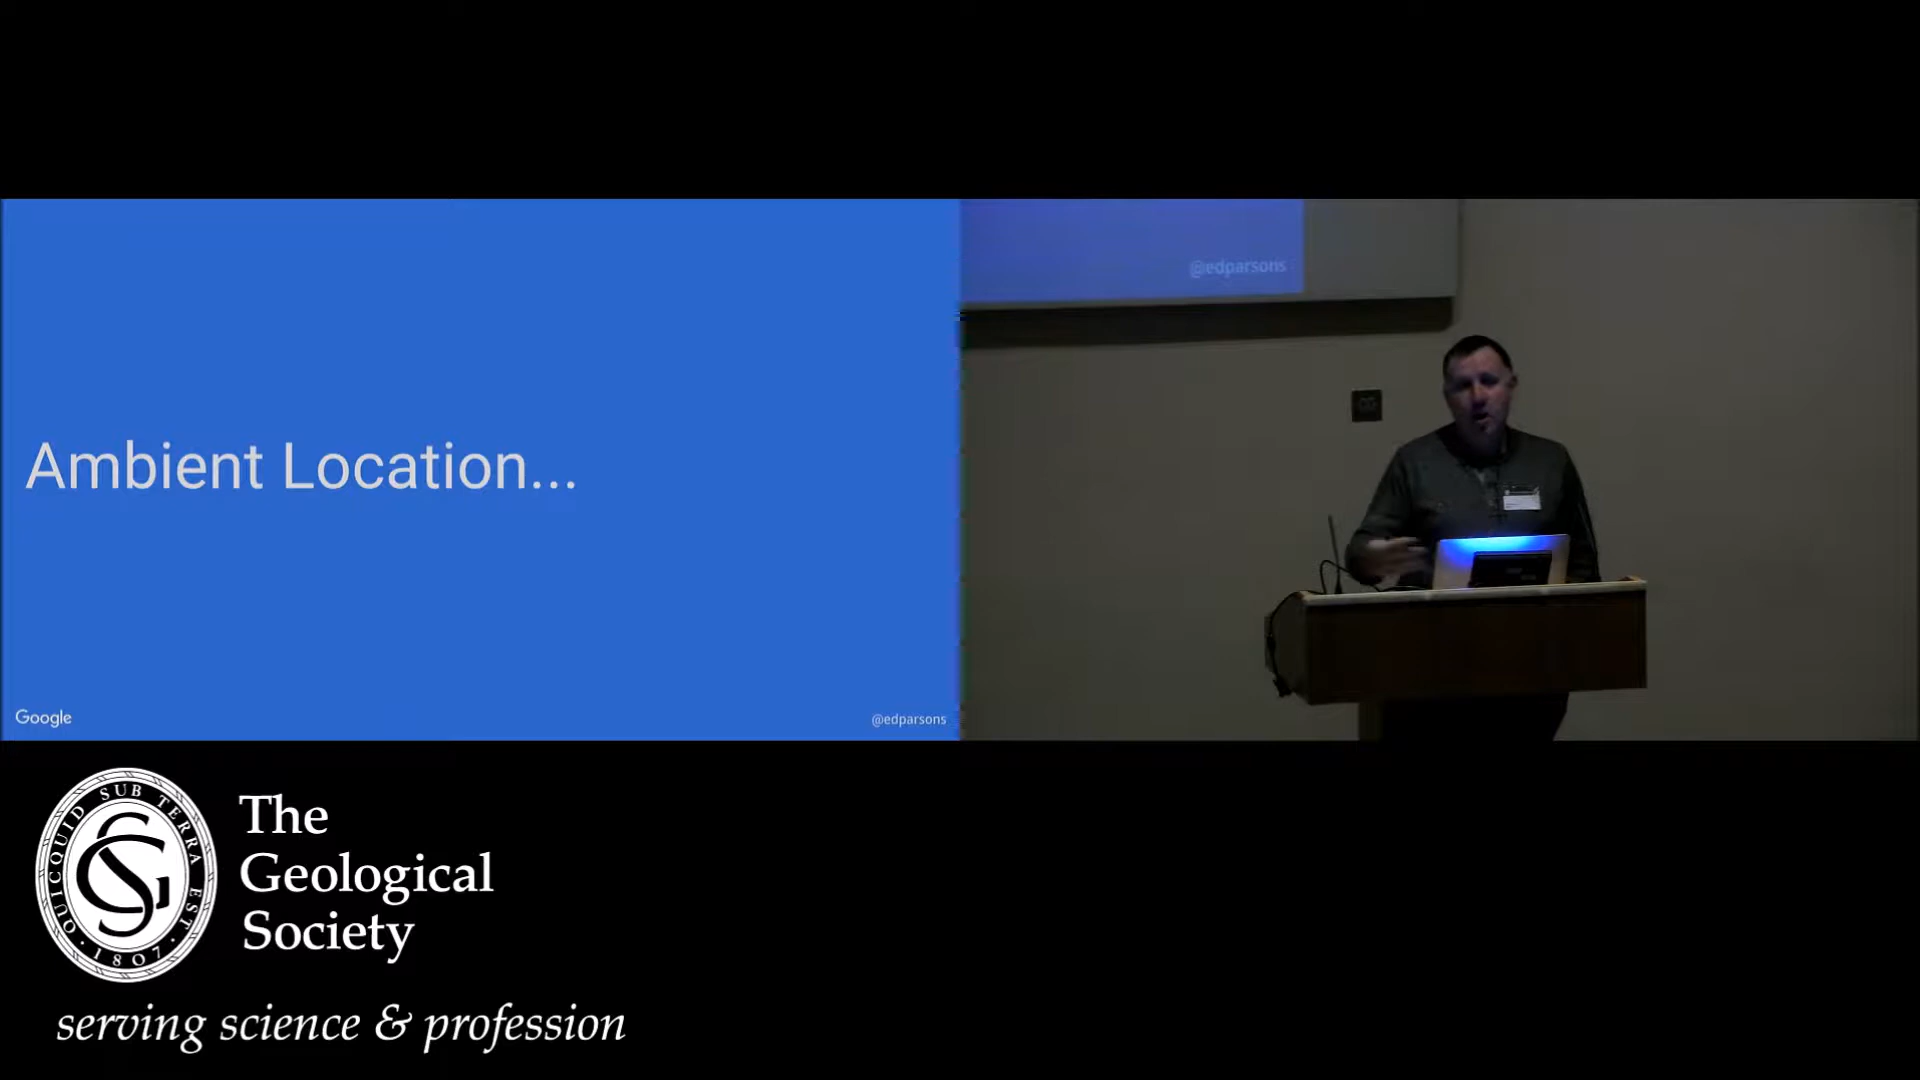 @edparsons
Ambient Location...
Google
@edparsons
QUICQUID SUB TERRA EST
· 1807 ·
GS
The
Geological
Society
serving science & profession